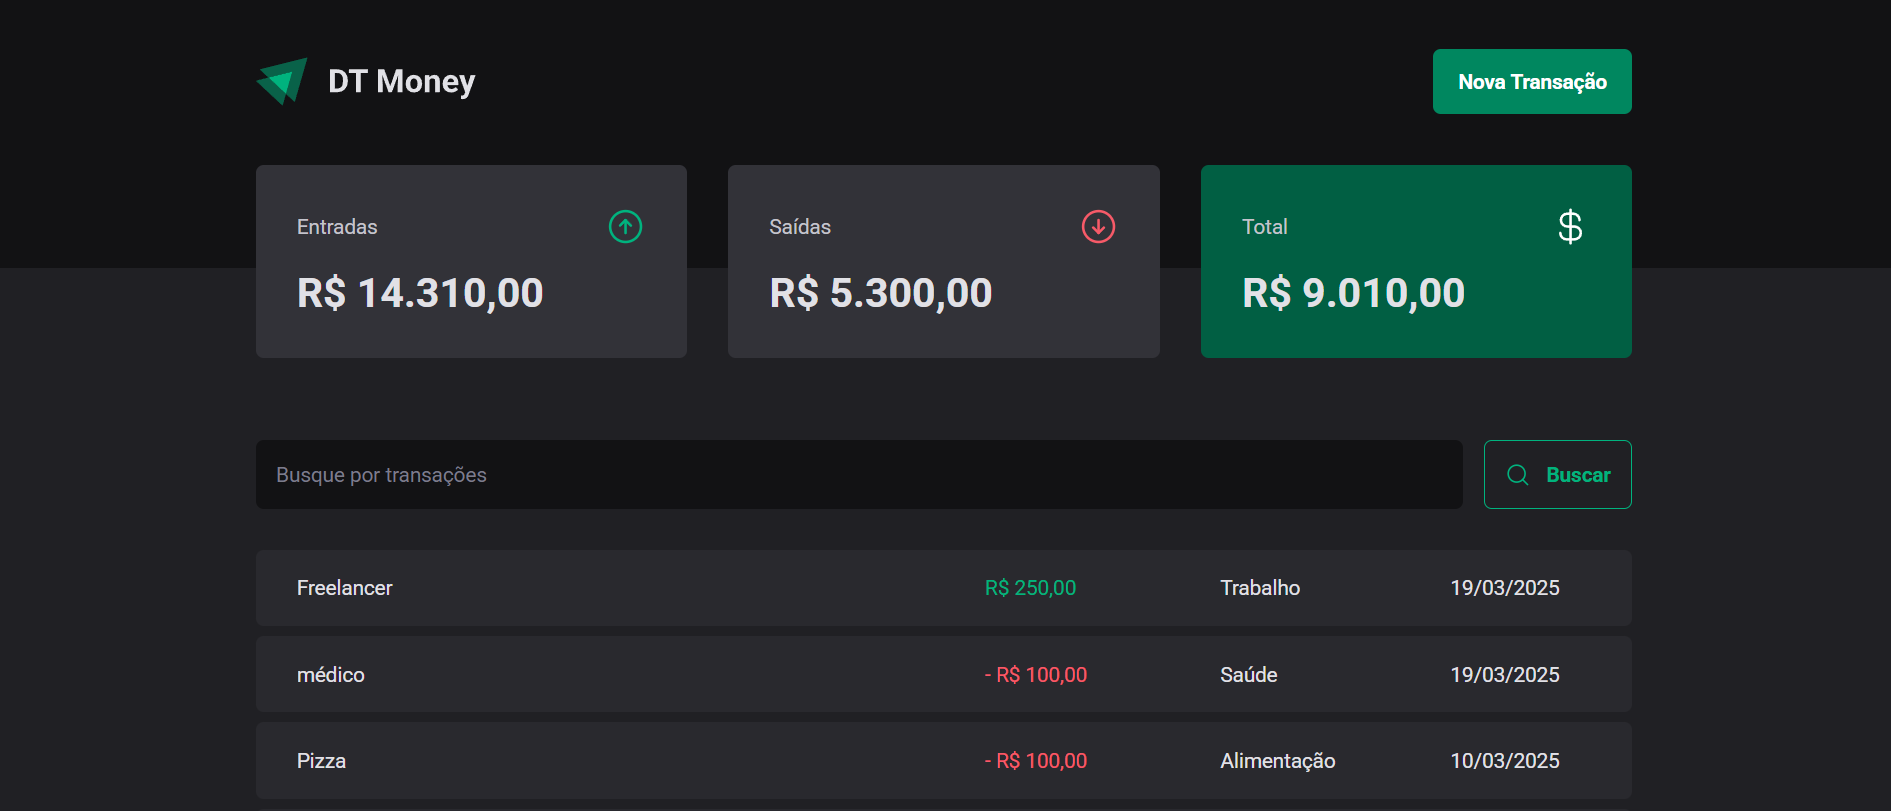 DT Money
Nova Transação
Entradas
R$ 14.310,00
Saídas
R$ 5.300,00
Total
$
R$ 9.010,00
Busque por transações
Buscar
Freelancer R$ 250,00 Trabalho 19/03/2025
médico - R$ 100,00 Saúde 19/03/2025
Pizza - R$ 100,00 Alimentação 10/03/2025